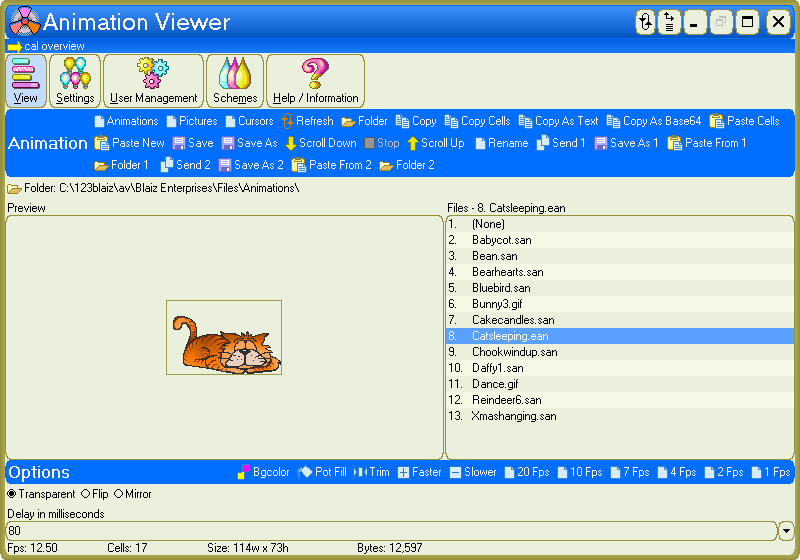 Animation Viewer
cal overview
View Settings User Management Schemes Help / Information
Animations Pictures Cursors Refresh Folder Copy Copy Cells Copy As Text Copy As Base64 Paste Cells
Animation Paste New Save Save As Scroll Down Stop Scroll Up Rename Send 1 Save As 1 Paste From 1
Folder 1 Send 2 Save As 2 Paste From 2 Folder 2
Folder: C:\123blaiz\av\Blaiz Enterprises\Files\Animations\
Preview
Files - 8. Catsleeping.ean
1. (None)
2. Babycot.san
3. Bean.san
4. Bearhearts.san
5. Bluebird.san
6. Bunny3.gif
7. Cakecandles.san
8. Catsleeping.ean
9. Chookwindup.san
10. Daffy1.san
11. Dance.gif
12. Reindeer6.san
13. Xmashanging.san
Options Bgcolor Pot Fill Trim Faster Slower 20 Fps 10 Fps 7 Fps 4 Fps 2 Fps 1 Fps
Transparent Flip Mirror
Delay in milliseconds
80
Fps: 12.50 Cells: 17 Size: 114w x 73h Bytes: 12,597